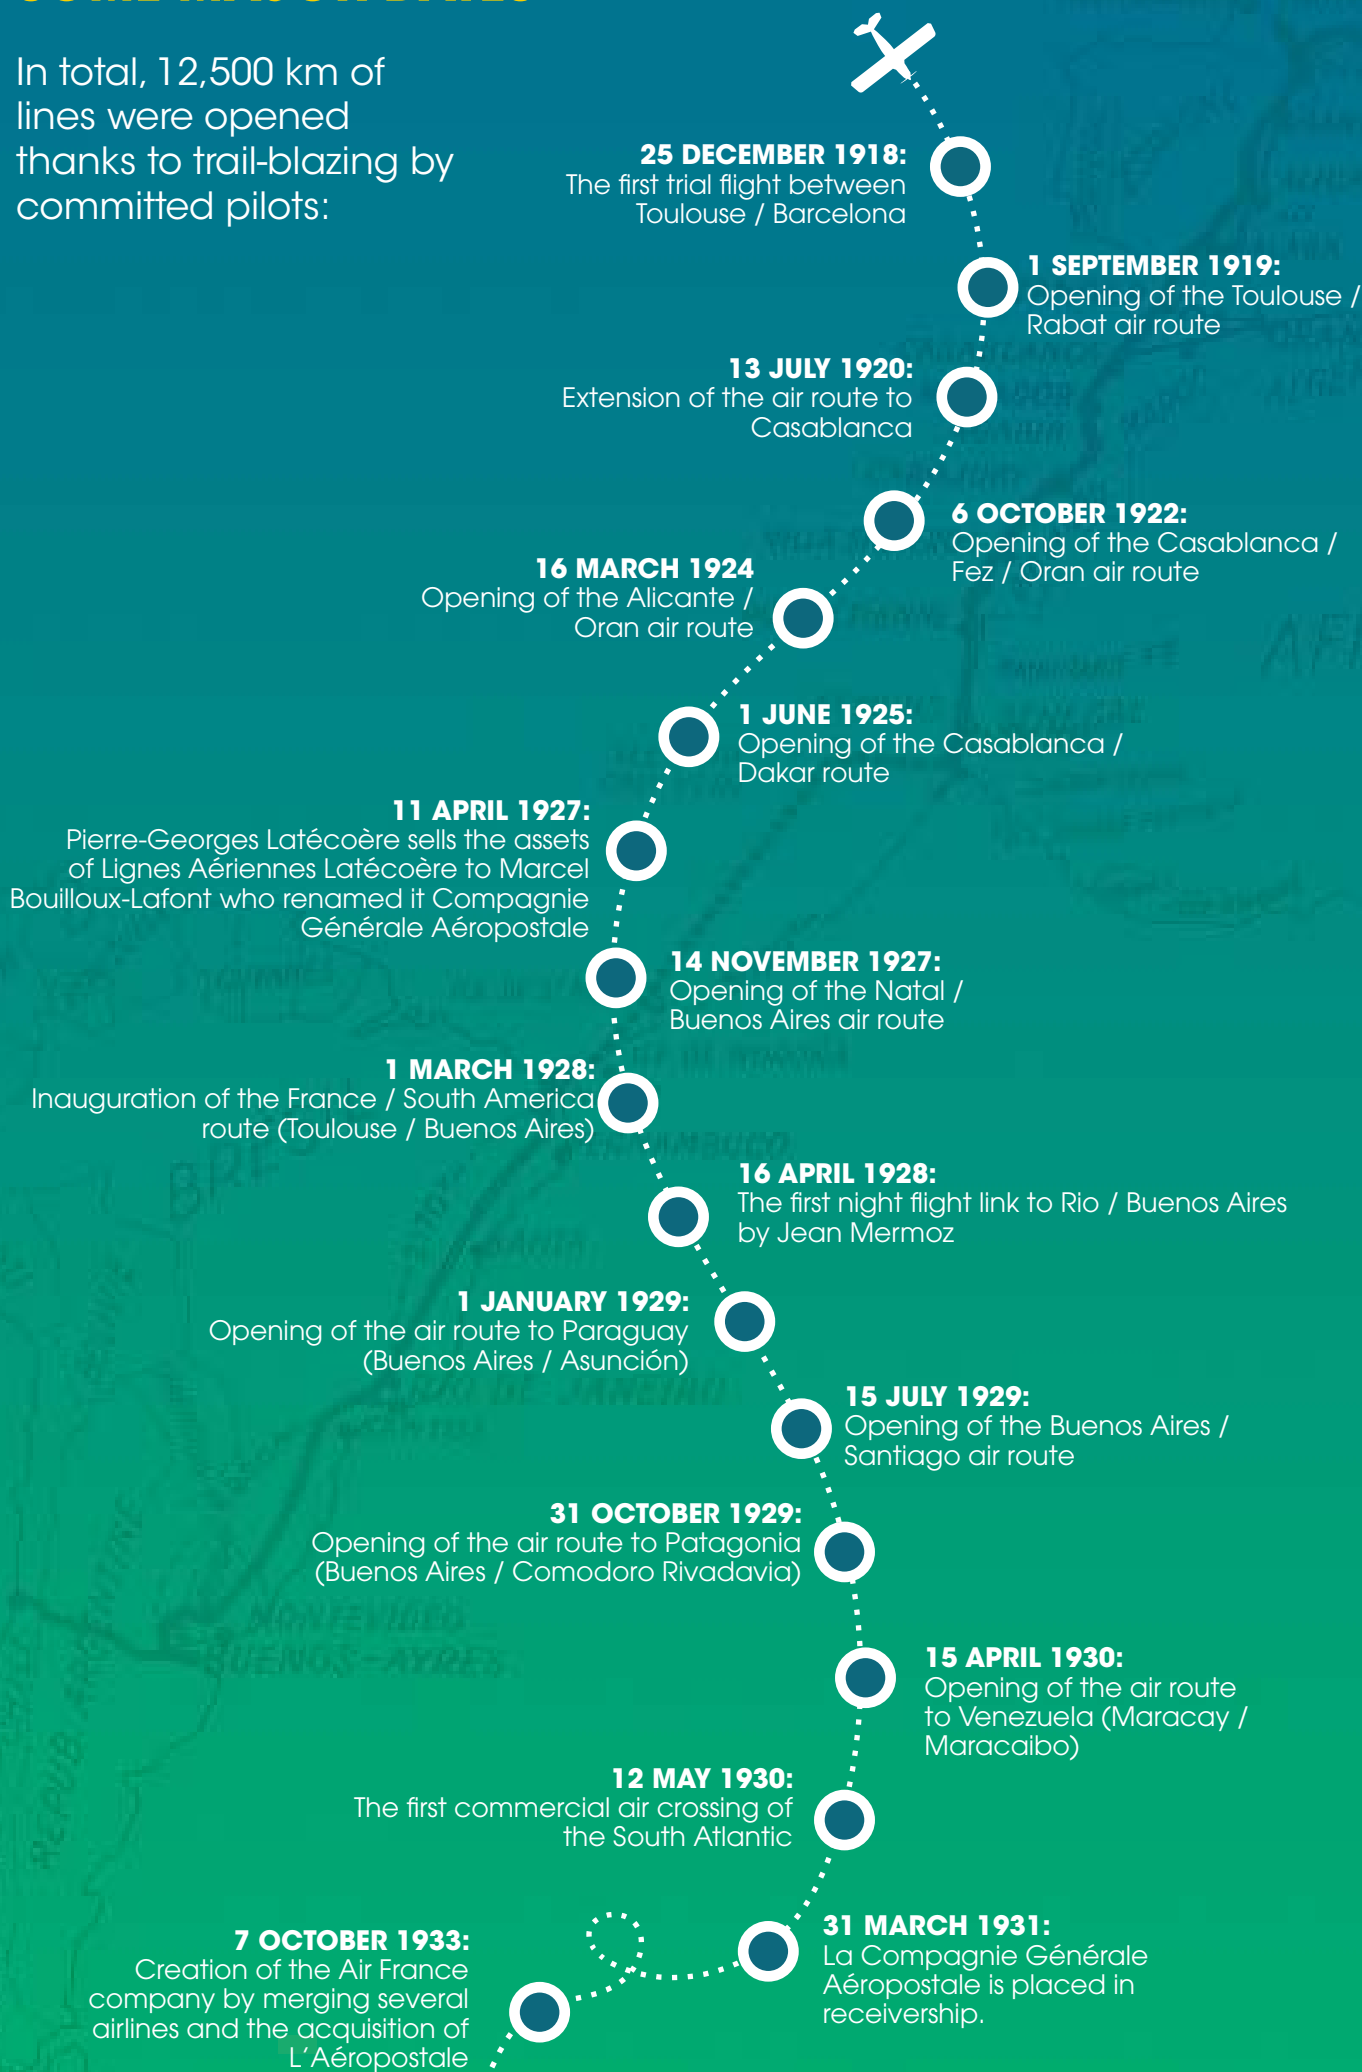 In total, 12,500 km of
lines were opened
thanks to trail-blazing by
committed pilots:
25 DECEMBER 1918:
The first trial flight between
Toulouse / Barcelona
1 SEPTEMBER 1919:
Opening of the Toulouse /
Rabat air route
13 JULY 1920:
Extension of the air route to
Casablanca
6 OCTOBER 1922:
Opening of the Casablanca /
Fez / Oran air route
16 MARCH 1924
Opening of the Alicante /
Oran air route
1 JUNE 1925:
Opening of the Casablanca /
Dakar route
11 APRIL 1927:
Pierre-Georges Latécoère sells the assets
of Lignes Aériennes Latécoère to Marcel
Bouilloux-Lafont who renamed it Compagnie
Générale Aéropostale
14 NOVEMBER 1927:
Opening of the Natal /
Buenos Aires air route
1 MARCH 1928:
Inauguration of the France / South America
route (Toulouse / Buenos Aires)
16 APRIL 1928:
The first night flight link to Rio / Buenos Aires
by Jean Mermoz
1 JANUARY 1929:
Opening of the air route to Paraguay
(Buenos Aires / Asunción)
RIO DE JANEIRO
15 JULY 1929:
Opening of the Buenos Aires /
Santiago air route
31 OCTOBER 1929:
Opening of the air route to Patagonia
(Buenos Aires / Comodoro Rivadavia)
MONTEVIDEO
BUENOS-AYRES
15 APRIL 1930:
Opening of the air route
to Venezuela (Maracay /
Maracaibo)
12 MAY 1930:
The first commercial air crossing of
the South Atlantic
31 MARCH 1931:
La Compagnie Générale
Aéropostale is placed in
receivership.
7 OCTOBER 1933:
Creation of the Air France
company by merging several
airlines and the acquisition of
L'Aéropostale